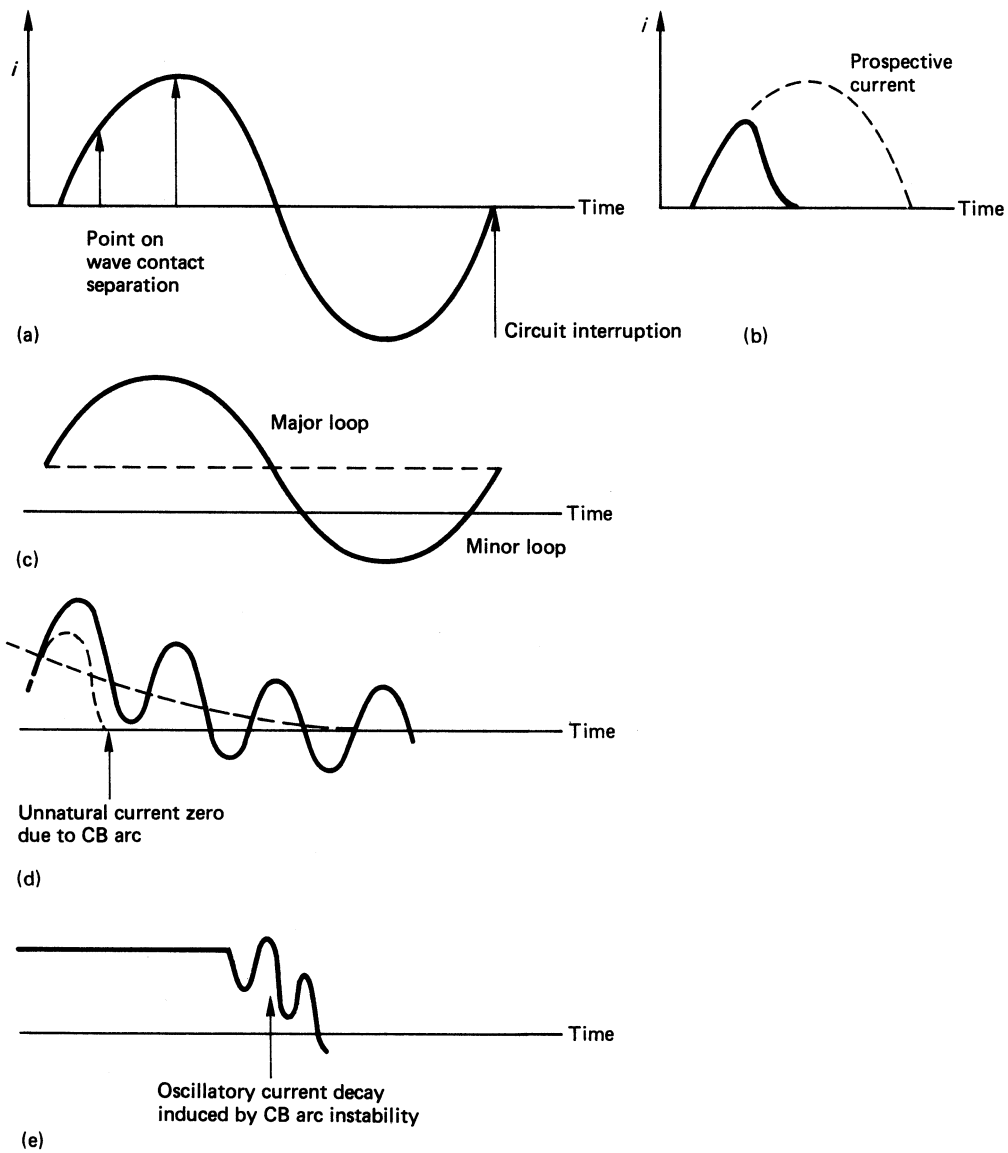 i
Time
Point on
wave contact
separation
Circuit interruption
(a)
i
Prospective
current
Time
(b)
Major loop
Time
Minor loop
(c)
Time
Unnatural current zero
due to CB arc
(d)
Time
Oscillatory current decay
induced by CB arc instability
(e)